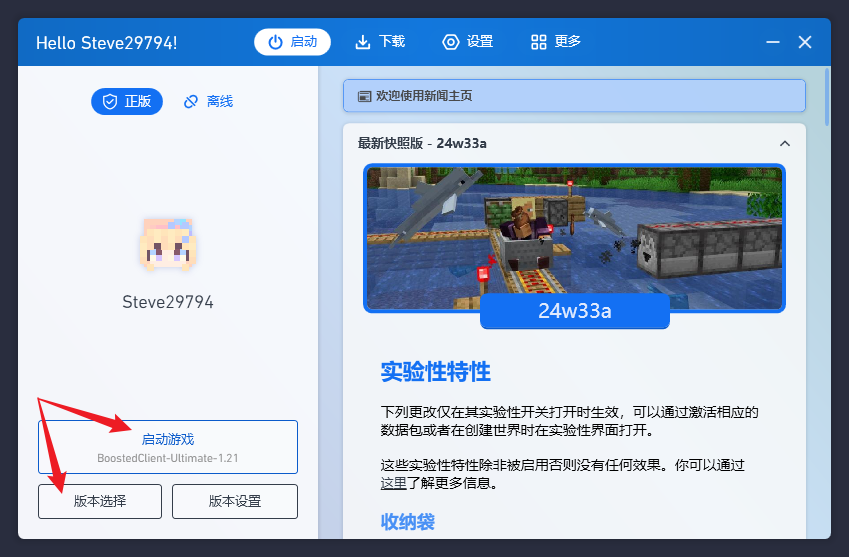 Hello Steve29794!
启动
下载
设置
更多
正版
离线
Steve29794
启动游戏
BoostedClient-Ultimate-1.21
版本选择
版本设置
欢迎使用新闻主页
最新快照版 - 24w33a
24w33a
实验性特性
下列更改仅在其实验性开关打开时生效，可以通过激活相应的
数据包或者在创建世界时在实验性界面打开。
这些实验性特性除非被启用否则没有任何效果。你可以通过
这里了解更多信息。
收纳袋